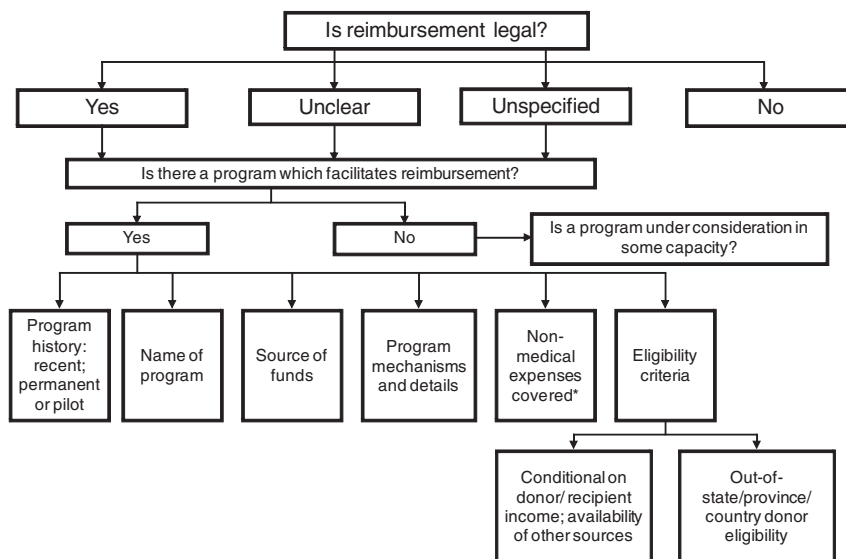 Is reimbursement legal?
Yes
Unclear
Unspecified
No
Is there a program which facilitates reimbursement?
Yes
No
Is a program under consideration in
some capacity?
Program
history:
recent;
permanent
or pilot
Name of
program
Source of
funds
Program
mechanisms
and details
Non-
medical
expenses
covered*
Eligibility
criteria
Conditional on
donor/ recipient
income; availability
of other sources
Out-of-
state/province/
country donor
eligibility